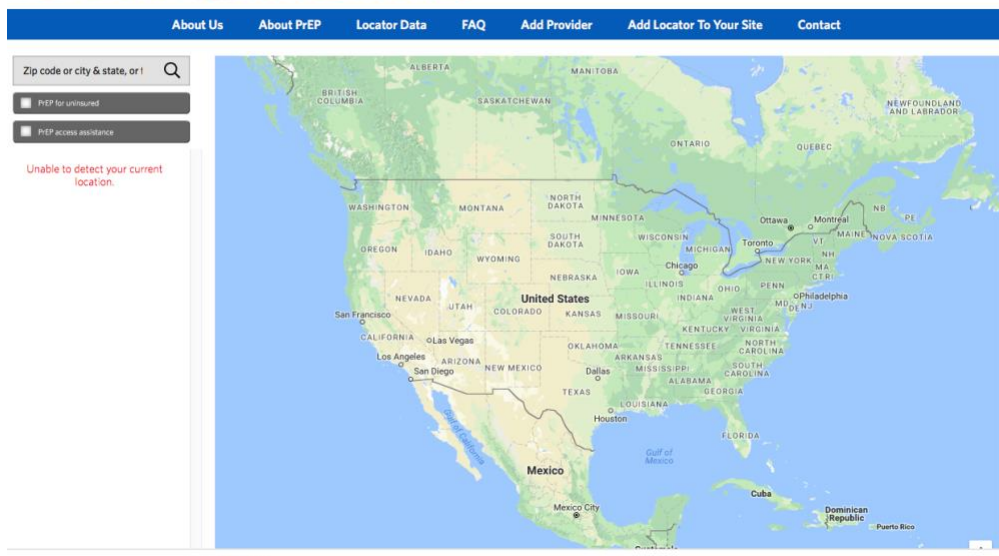 About Us About PrEP Locator Data FAQ Add Provider Add Locator To Your Site Contact
Zip code or city & state, or
PrEP for uninsured
PrEP access assistance
Unable to detect your current
location.
ALBERTA
MANITOBA
BRITISH
COLUMBIA
SASKATCHEWAN
NEWFOUNDLAND
AND LABRADOR
ONTARIO
QUEBEC
WASHINGTON
MONTANA
NORTH
DAKOTA
MINNESOTA
Ottawa
Montreal
NB
PE
MAINE
NOVA SCOTIA
OREGON
IDAHO
SOUTH
DAKOTA
WISCONSIN
MICHIGAN
Toronto
VT
NH
WYOMING
NEW YORK
MA
CT RI
IOWA
Chicago
NEBRASKA
ILLINOIS
INDIANA
OHIO
PENN
Philadelphia
MD
DE
NJ
NEVADA
UTAH
COLORADO
United States
KANSAS
MISSOURI
WEST
VIRGINIA
San Francisco
KENTUCKY
VIRGINIA
CALIFORNIA
Las Vegas
OKLAHOMA
TENNESSEE
NORTH
CAROLINA
Los Angeles
ARIZONA
NEW MEXICO
ARKANSAS
MISSISSIPPI
SOUTH
CAROLINA
San Diego
Dallas
ALABAMA
TEXAS
GEORGIA
LOUISIANA
Houston
FLORIDA
Gulf of California
Gulf of
Mexico
Mexico
Cuba
Mexico City
Dominican
Republic
Puerto Rico